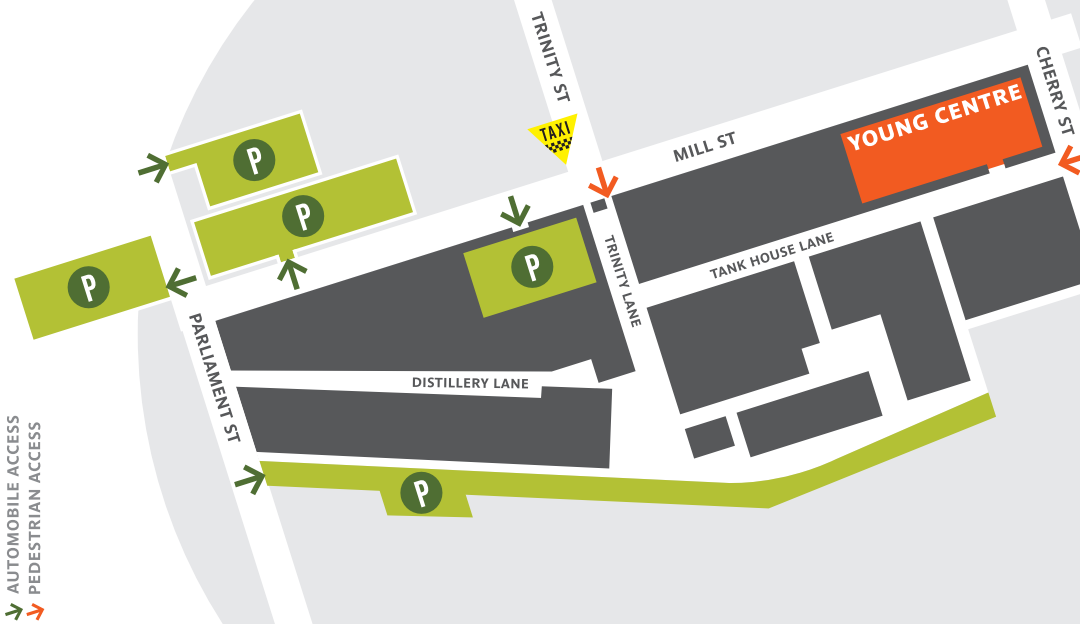 TRINITY ST
CHERRY ST
TAXI
YOUNG CENTRE
MILL ST
P
P
P
P
TRINITY LANE
TANK HOUSE LANE
PARLIAMENT ST
DISTILLERY LANE
P
AUTOMOBILE ACCESS
PEDESTRIAN ACCESS